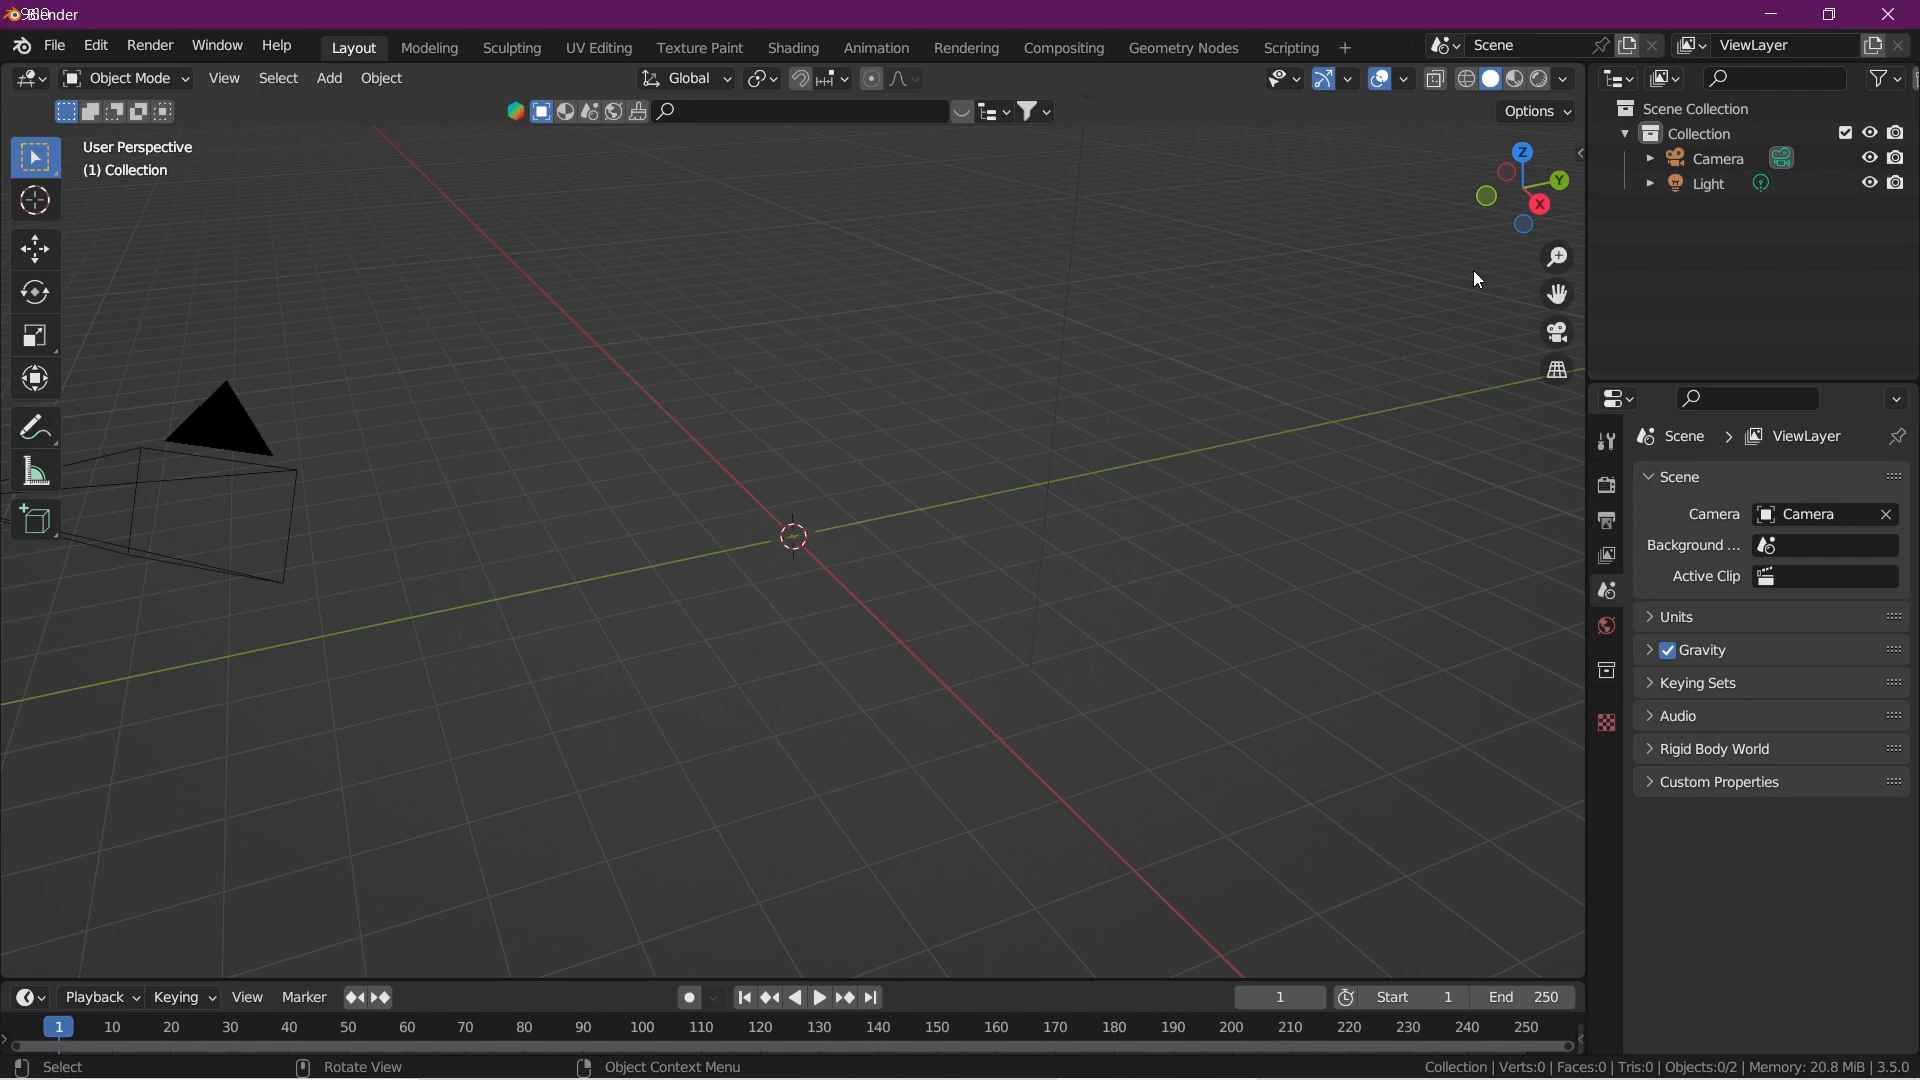 Blender
File Edit Render Window Help Layout Modeling Sculpting UV Editing Texture Paint Shading Animation Rendering Compositing Geometry Nodes Scripting + Scene ViewLayer
Object Mode View Select Add Object Global
Options
User Perspective
(1) Collection
Z
Y
X
Scene Collection
Collection
Camera
Light
Scene > ViewLayer
Scene
Camera Camera
Background ...
Active Clip
Units
Gravity
Keying Sets
Audio
Rigid Body World
Custom Properties
Playback Keying View Marker 1 Start 1 End 250
1 10 20 30 40 50 60 70 80 90 100 110 120 130 140 150 160 170 180 190 200 210 220 230 240 250
Select Rotate View Object Context Menu Collection | Verts:0 | Faces:0 | Tris:0 | Objects:0/2 | Memory: 20.8 MiB | 3.5.0